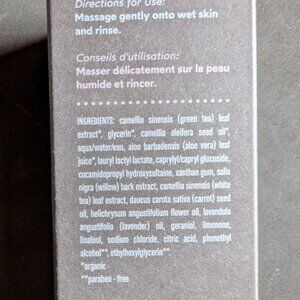 Directions for Use:
Massage gently onto wet skin
and rinse.
Conseils d'utilisation:
Masser délicatement sur la peau
humide et rincer.
INGREDIENTS: camellia sinensis (green tea) leaf
extract*, glycerin*, camellia oleifera seed oil*,
aqua/water/eau, aloe barbadensis (aloe vera) leaf
juice*, lauryl lactyl lactate, caprylyl/capryl glucoside,
cocamidopropyl hydroxysultaine, xanthan gum, salix
nigra (willow) bark extract, camellia sinensis (white
tea) leaf extract, daucus carota sativa (carrot) seed
oil, helichrysum angustifolium flower oil, lavandula
angustifolia (lavender) oil, geraniol, limonene,
linalool, sodium chloride, citric acid, phenethyl
alcohol**, ethylhexylglycerin**.
*organic
**paraben - free